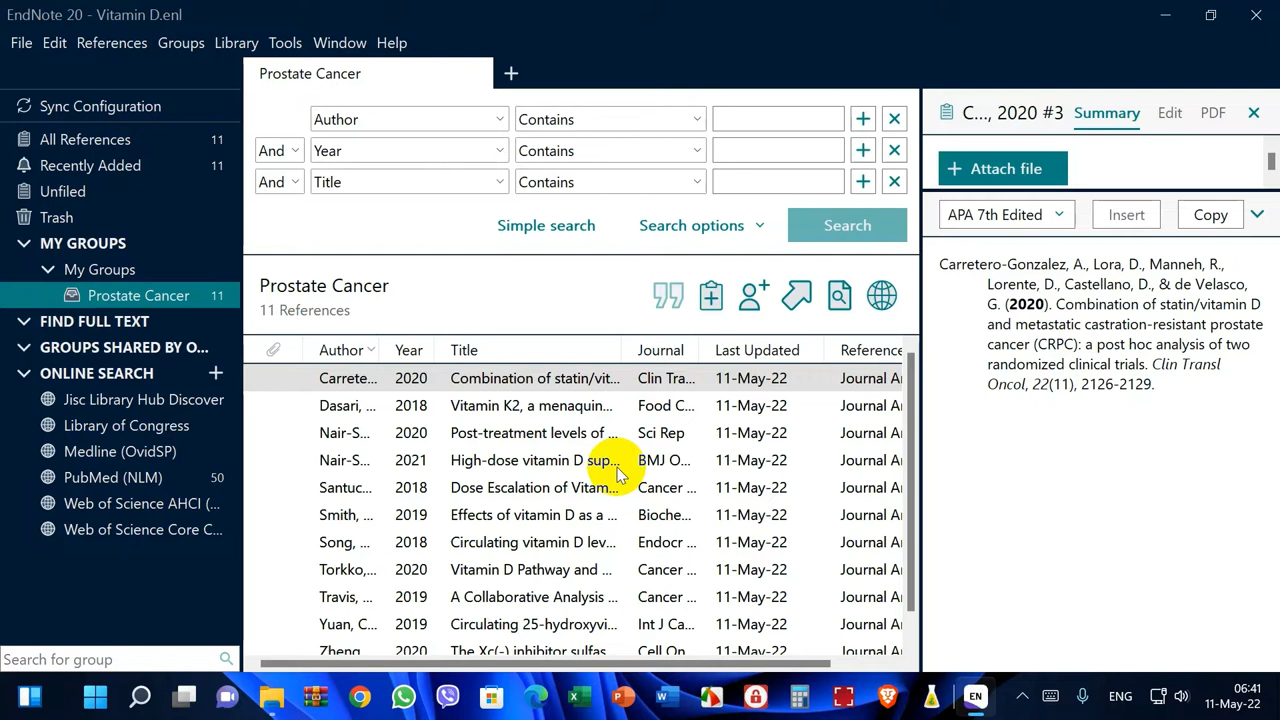 EndNote 20 - Vitamin D.enl
File Edit References Groups Library Tools Window Help
Sync Configuration
All References 11
Recently Added 11
Unfiled
Trash
MY GROUPS
My Groups
Prostate Cancer 11
FIND FULL TEXT
GROUPS SHARED BY O...
ONLINE SEARCH +
Jisc Library Hub Discover
Library of Congress
Medline (OvidSP)
PubMed (NLM) 50
Web of Science AHCI (...
Web of Science Core C...
Search for group
Prostate Cancer
Author Contains
And Year Contains
And Title Contains
Simple search Search options Search
Prostate Cancer
11 References
Author Year Title Journal Last Updated Reference
Carrete... 2020 Combination of statin/vit... Clin Tra... 11-May-22 Journal Ar
Dasari, ... 2018 Vitamin K2, a menaquin... Food C... 11-May-22 Journal Ar
Nair-S... 2020 Post-treatment levels of ... Sci Rep 11-May-22 Journal Ar
Nair-S... 2021 High-dose vitamin D sup... BMJ O... 11-May-22 Journal Ar
Santuc... 2018 Dose Escalation of Vitam... Cancer ... 11-May-22 Journal Ar
Smith, ... 2019 Effects of vitamin D as a ... Bioche... 11-May-22 Journal Ar
Song, ... 2018 Circulating vitamin D lev... Endocr ... 11-May-22 Journal Ar
Torkko, ... 2020 Vitamin D Pathway and ... Cancer ... 11-May-22 Journal Ar
Travis, ... 2019 A Collaborative Analysis ... Cancer ... 11-May-22 Journal Ar
Yuan, C... 2019 Circulating 25-hydroxyvi... Int J Ca... 11-May-22 Journal Ar
Zheng, ... 2020 The Xc(-) inhibitor sulfas... Cell On... 11-May-22 Journal Ar
C..., 2020 #3 Summary Edit PDF
+ Attach file
APA 7th Edited Insert Copy
Carretero-Gonzalez, A., Lora, D., Manneh, R.,
Lorente, D., Castellano, D., & de Velasco,
G. (2020). Combination of statin/vitamin D
and metastatic castration-resistant prostate
cancer (CRPC): a post hoc analysis of two
randomized clinical trials. Clin Transl
Oncol, 22(11), 2126-2129.
EN
ENG
06:41
11-May-22